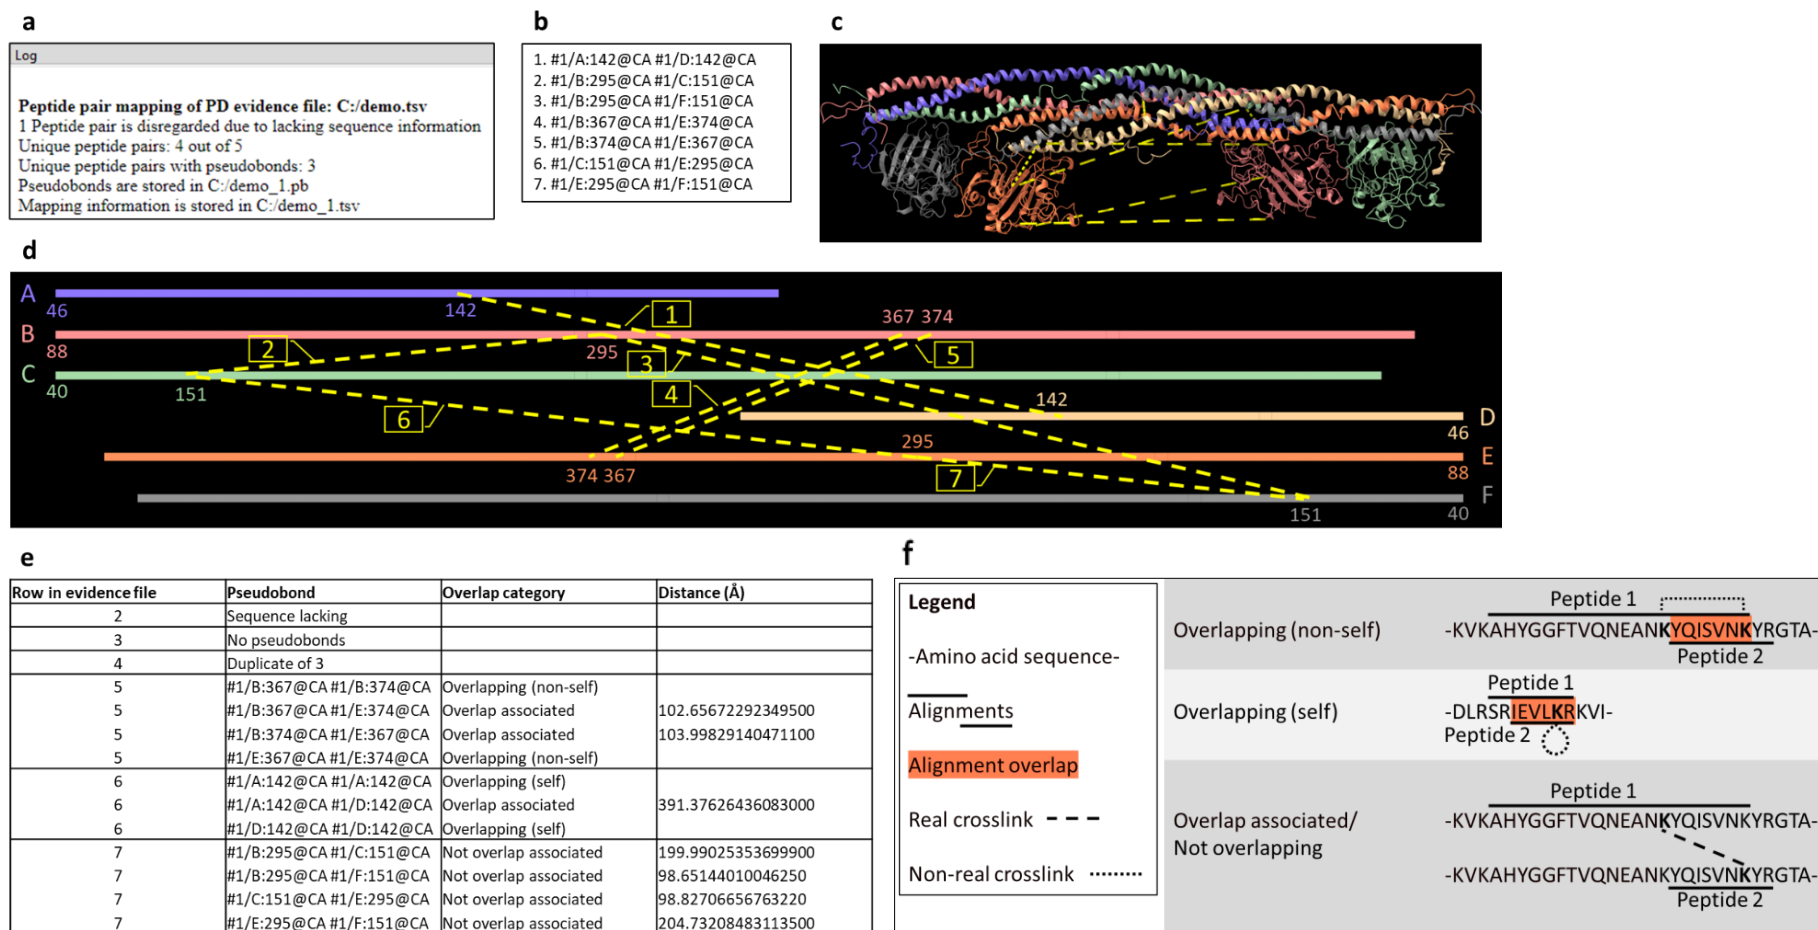 a
Log
Peptide pair mapping of PD evidence file: C:/demo.tsv
1 Peptide pair is disregarded due to lacking sequence information
Unique peptide pairs: 4 out of 5
Unique peptide pairs with pseudobonds: 3
Pseudobonds are stored in C:/demo_1.pb
Mapping information is stored in C:/demo_1.tsv
b
1. #1/A:142@CA #1/D:142@CA
2. #1/B:295@CA #1/C:151@CA
3. #1/B:295@CA #1/F:151@CA
4. #1/B:367@CA #1/E:374@CA
5. #1/B:374@CA #1/E:367@CA
6. #1/C:151@CA #1/E:295@CA
7. #1/E:295@CA #1/F:151@CA
c
d
A
46
142
1
367 374
B
88
2
295
3
5
C
40
151
4
6
142
D
46
295
E
374 367
7
88
F
151
40
e
Row in evidence file Pseudobond Overlap category Distance (Å)
2 Sequence lacking
3 No pseudobonds
4 Duplicate of 3
5 #1/B:367@CA #1/B:374@CA Overlapping (non-self)
5 #1/B:367@CA #1/E:374@CA Overlap associated 102.65672292349500
5 #1/B:374@CA #1/E:367@CA Overlap associated 103.99829140471100
5 #1/E:367@CA #1/E:374@CA Overlapping (non-self)
6 #1/A:142@CA #1/A:142@CA Overlapping (self)
6 #1/A:142@CA #1/D:142@CA Overlap associated 391.37626436083000
6 #1/D:142@CA #1/D:142@CA Overlapping (self)
7 #1/B:295@CA #1/C:151@CA Not overlap associated 199.99025353699900
7 #1/B:295@CA #1/F:151@CA Not overlap associated 98.65144010046250
7 #1/C:151@CA #1/E:295@CA Not overlap associated 98.82706656763220
7 #1/E:295@CA #1/F:151@CA Not overlap associated 204.73208483113500
f
Legend
-Amino acid sequence-
Alignments
Alignment overlap
Real crosslink
Non-real crosslink
Peptide 1
Overlapping (non-self) -KVKAHYGGFTVQNEANKYQISVNKYRGTA-
Peptide 2
Peptide 1
Overlapping (self) -DLRSRIEVLKRKVI-
Peptide 2
Peptide 1
Overlap associated/ -KVKAHYGGFTVQNEANKYQISVNKYRGTA-
Not overlapping
-KVKAHYGGFTVQNEANKYQISVNKYRGTA-
Peptide 2